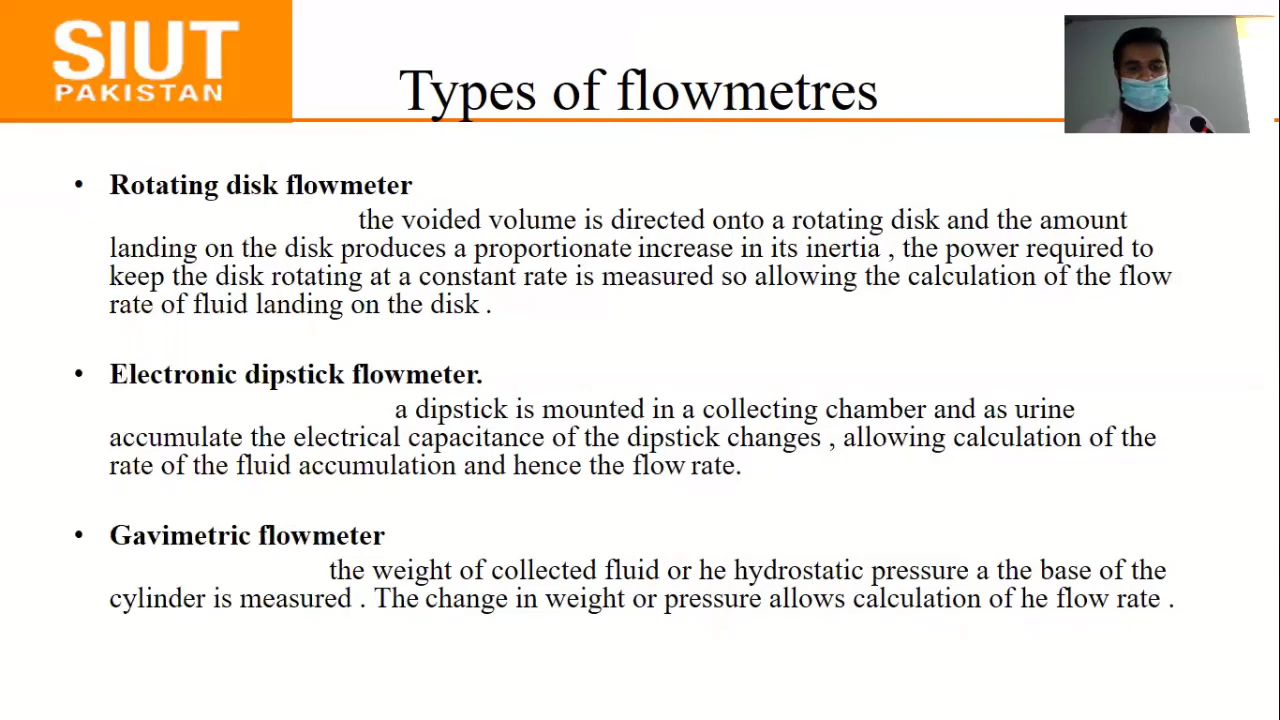 SIUT
PAKISTAN
Types of flowmetres
• Rotating disk flowmeter
the voided volume is directed onto a rotating disk and the amount
landing on the disk produces a proportionate increase in its inertia , the power required to
keep the disk rotating at a constant rate is measured so allowing the calculation of the flow
rate of fluid landing on the disk .
• Electronic dipstick flowmeter.
a dipstick is mounted in a collecting chamber and as urine
accumulate the electrical capacitance of the dipstick changes , allowing calculation of the
rate of the fluid accumulation and hence the flow rate.
• Gavimetric flowmeter
the weight of collected fluid or he hydrostatic pressure a the base of the
cylinder is measured . The change in weight or pressure allows calculation of he flow rate .